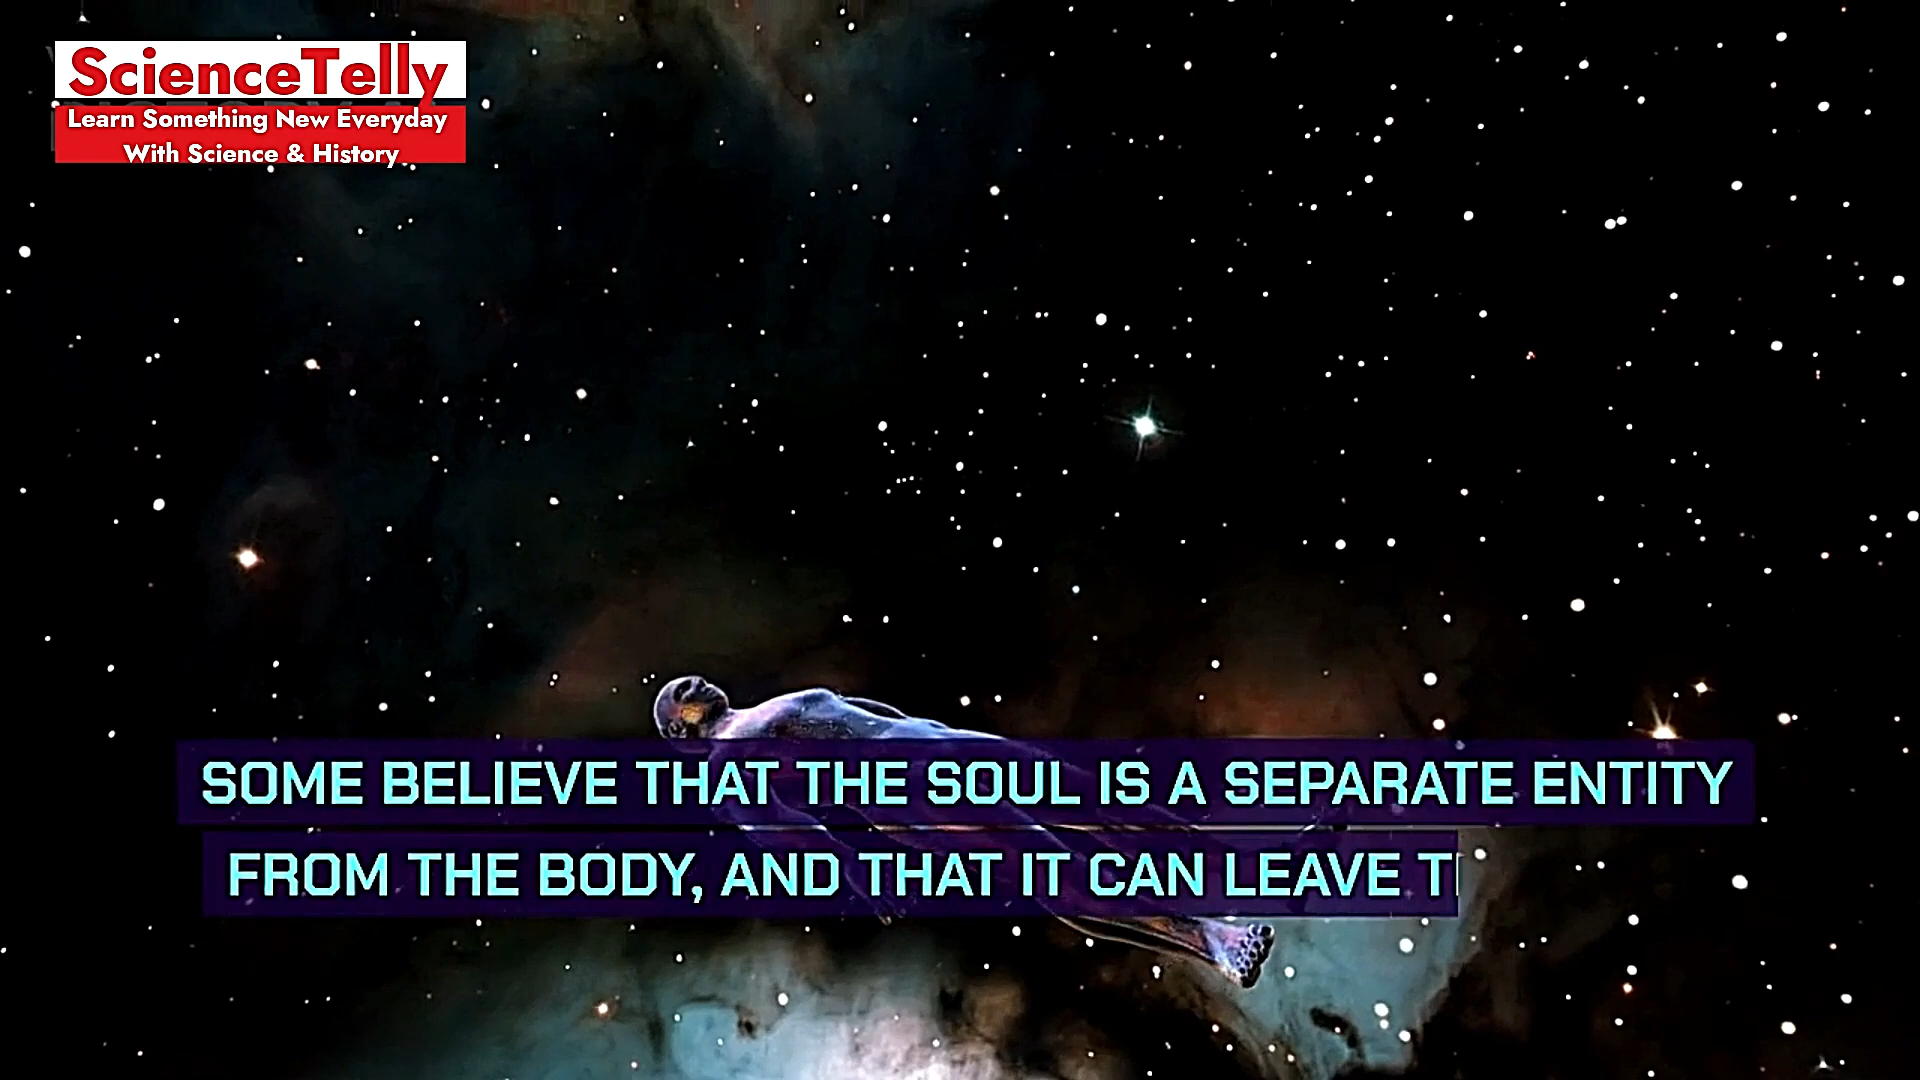 ScienceTelly
Learn Something New Everyday
With Science & History
SOME BELIEVE THAT THE SOUL IS A SEPARATE ENTITY
FROM THE BODY, AND THAT IT CAN LEAVE